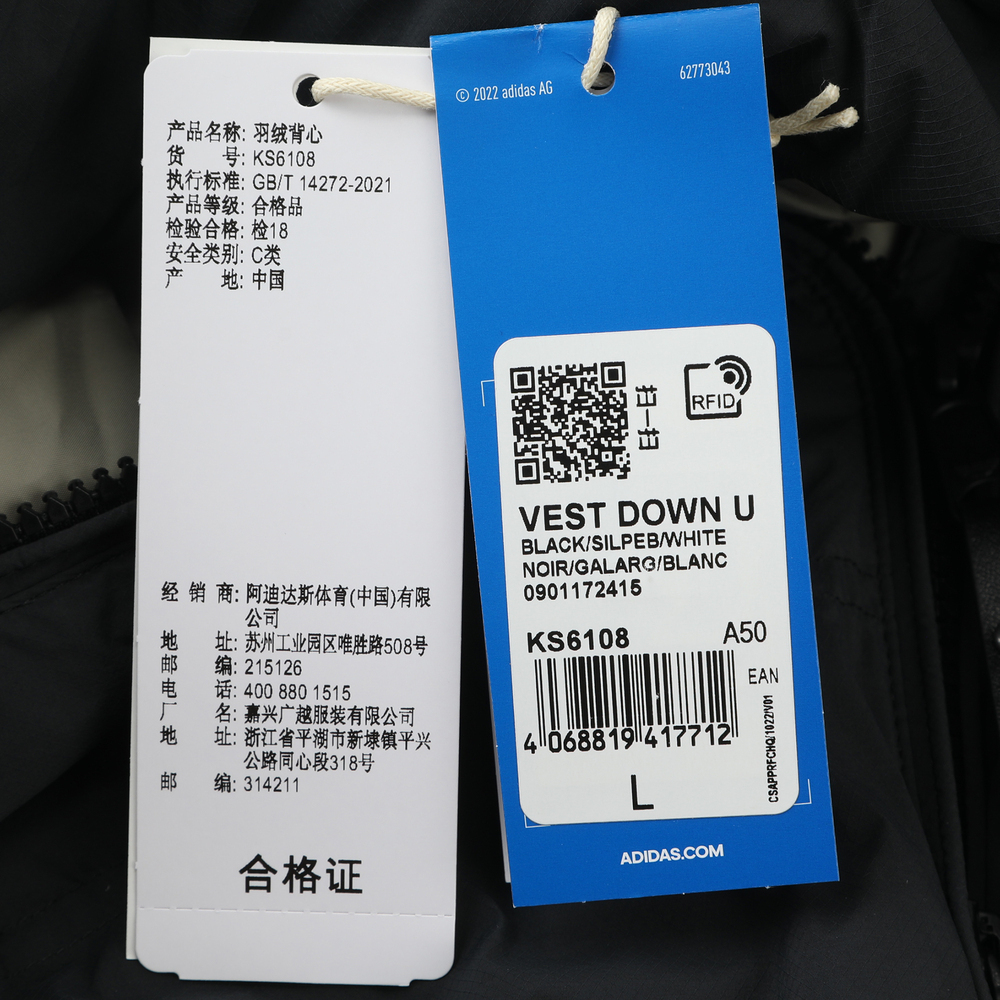 产品名称: 羽绒背心
货 号: KS6108
执行标准: GB/T 14272-2021
产品等级: 合格品
检验合格: 检18
安全类别: C类
产 地: 中国
经 销 商: 阿迪达斯体育(中国)有限
公司
地 址: 苏州工业园区唯胜路508号
邮 编: 215126
电 话: 400 880 1515
厂 名: 嘉兴广越服装有限公司
地 址: 浙江省平湖市新埭镇平兴
公路同心段318号
邮 编: 314211
合格证
© 2022 adidas AG
62773043
扫一扫
RFID
VEST DOWN U
BLACK/SILPEB/WHITE
NOIR/GALARG/BLANC
0901172415
KS6108 A50
EAN
4 068819 417712
L
CSAPPRFCHQ/1022/V01
ADIDAS.COM